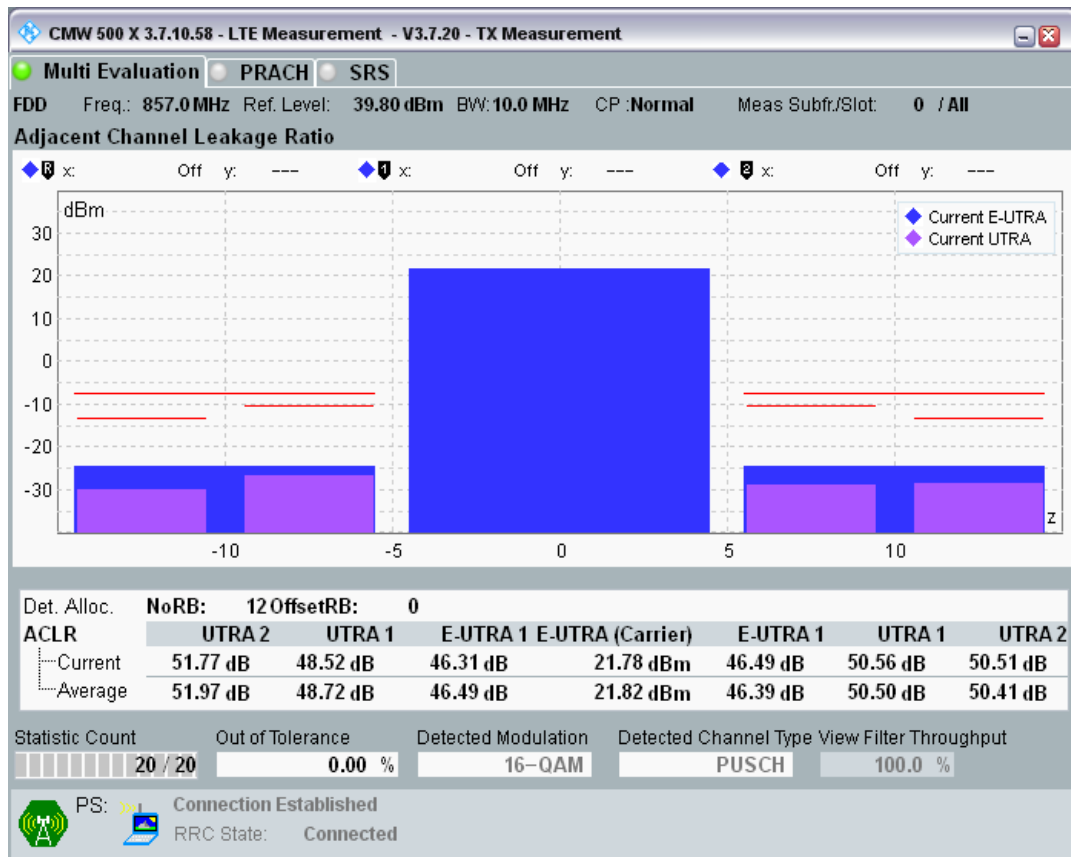 CMW 500 X 3.7.10.58 - LTE Measurement - V3.7.20 - TX Measurement
Multi Evaluation PRACH SRS
FDD Freq.: 857.0 MHz Ref. Level: 39.80 dBm BW: 10.0 MHz CP :Normal Meas Subfr./Slot: 0 / All
Adjacent Channel Leakage Ratio
R x: Off y: --- 1 x: Off y: --- 2 x: Off y: ---
dBm
Current E-UTRA
Current UTRA
30
20
10
0
-10
-20
-30
z
-10 -5 0 5 10
Det. Alloc. NoRB: 12 OffsetRB: 0
ACLR UTRA 2 UTRA 1 E-UTRA 1 E-UTRA (Carrier) E-UTRA 1 UTRA 1 UTRA 2
Current 51.77 dB 48.52 dB 46.31 dB 21.78 dBm 46.49 dB 50.56 dB 50.51 dB
Average 51.97 dB 48.72 dB 46.49 dB 21.82 dBm 46.39 dB 50.50 dB 50.41 dB
Statistic Count Out of Tolerance Detected Modulation Detected Channel Type View Filter Throughput
20 / 20 0.00 % 16-QAM PUSCH 100.0 %
PS: Connection Established
RRC State: Connected